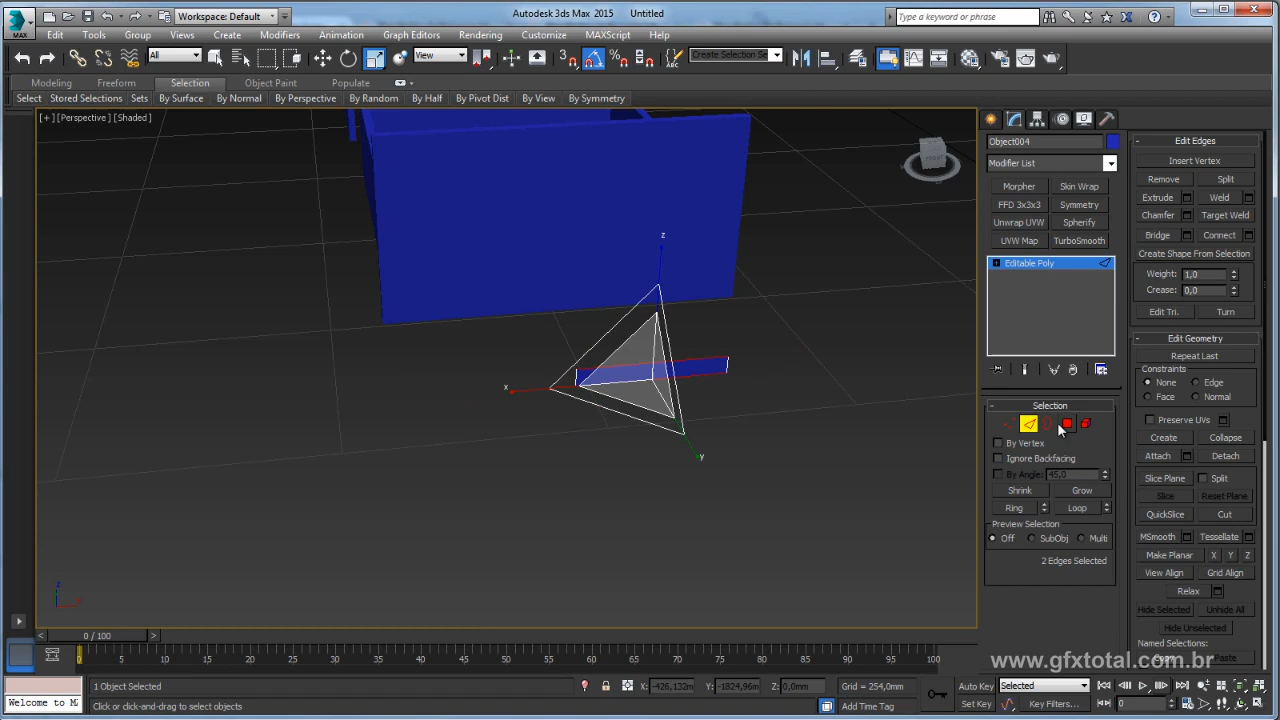 Autodesk 3ds Max 2015 Untitled
Workspace: Default
Type a keyword or phrase
MAX
Edit Tools Group Views Create Modifiers Animation Graph Editors Rendering Customize MAXScript Help
All View Create Selection Se
Modeling Freeform Selection Object Paint Populate
Select Stored Selections Sets By Surface By Normal By Perspective By Random By Half By Pivot Dist By View By Symmetry
[+] [Perspective] [Shaded]
z
x
y
z
Object004
Modifier List
Morpher Skin Wrap
FFD 3x3x3 Symmetry
Unwrap UVW Spherify
UVW Map TurboSmooth
Editable Poly
Selection
By Vertex
Ignore Backfacing
By Angle: 45,0
Shrink Grow
Ring Loop
Preview Selection
Off SubObj Multi
2 Edges Selected
Edit Edges
Insert Vertex
Remove Split
Extrude Weld
Chamfer Target Weld
Bridge Connect
Create Shape From Selection
Weight: 1,0
Crease: 0,0
Edit Tri. Turn
Edit Geometry
Repeat Last
Constraints
None Edge
Face Normal
Preserve UVs
Create Collapse
Attach Detach
Slice Plane Split
Slice Reset Plane
QuickSlice Cut
MSmooth Tessellate
Make Planar X Y Z
View Align Grid Align
Relax
Hide Selected Unhide All
Hide Unselected
Named Selections:
Copy Paste
www.gfxtotal.com.br
0 / 100
0 5 10 15 20 25 30 35 40 45 50 55 60 65 70 75 80 85 90 95 100
1 Object Selected X: -426,132m Y: -1824,96m Z: 0,0mm Grid = 254,0mm Auto Key Selected
Welcome to M Click or click-and-drag to select objects Add Time Tag Set Key Key Filters... 0